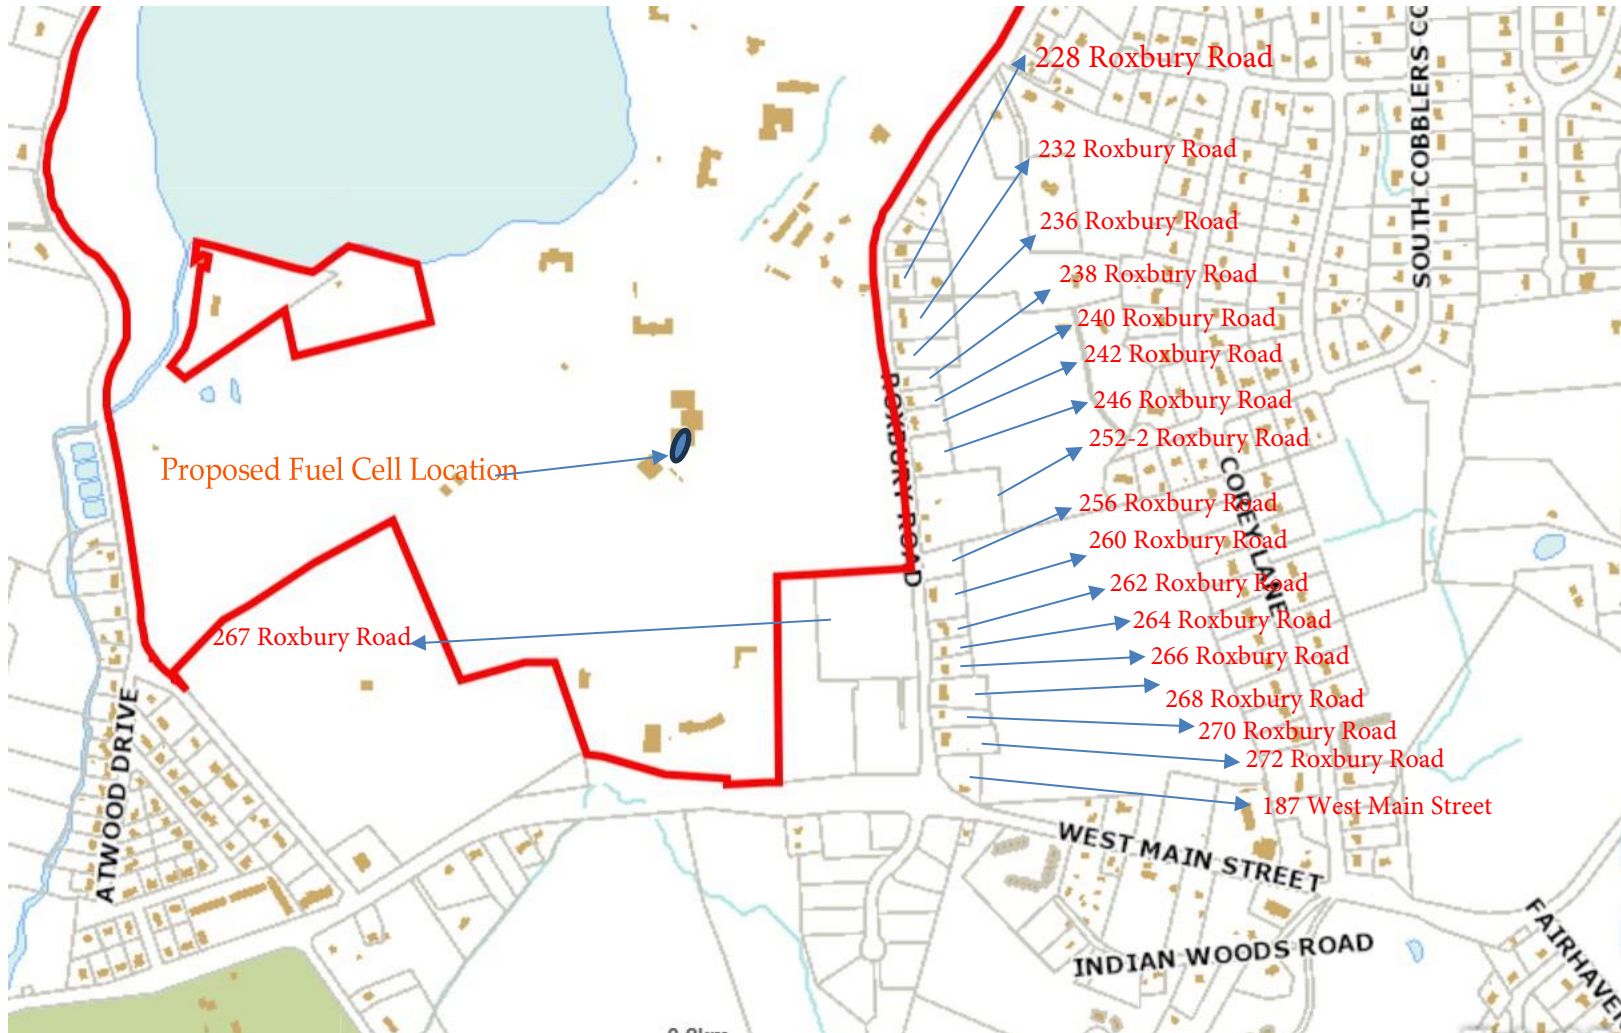 228 Roxbury Road
232 Roxbury Road
236 Roxbury Road
238 Roxbury Road
240 Roxbury Road
242 Roxbury Road
246 Roxbury Road
252-2 Roxbury Road
256 Roxbury Road
260 Roxbury Road
262 Roxbury Road
264 Roxbury Road
266 Roxbury Road
268 Roxbury Road
270 Roxbury Road
272 Roxbury Road
187 West Main Street
Proposed Fuel Cell Location
267 Roxbury Road
ROXBURY ROAD
SOUTH COBBLERS CO
COREY LANE
ATWOOD DRIVE
WEST MAIN STREET
INDIAN WOODS ROAD
FAIRHAVE